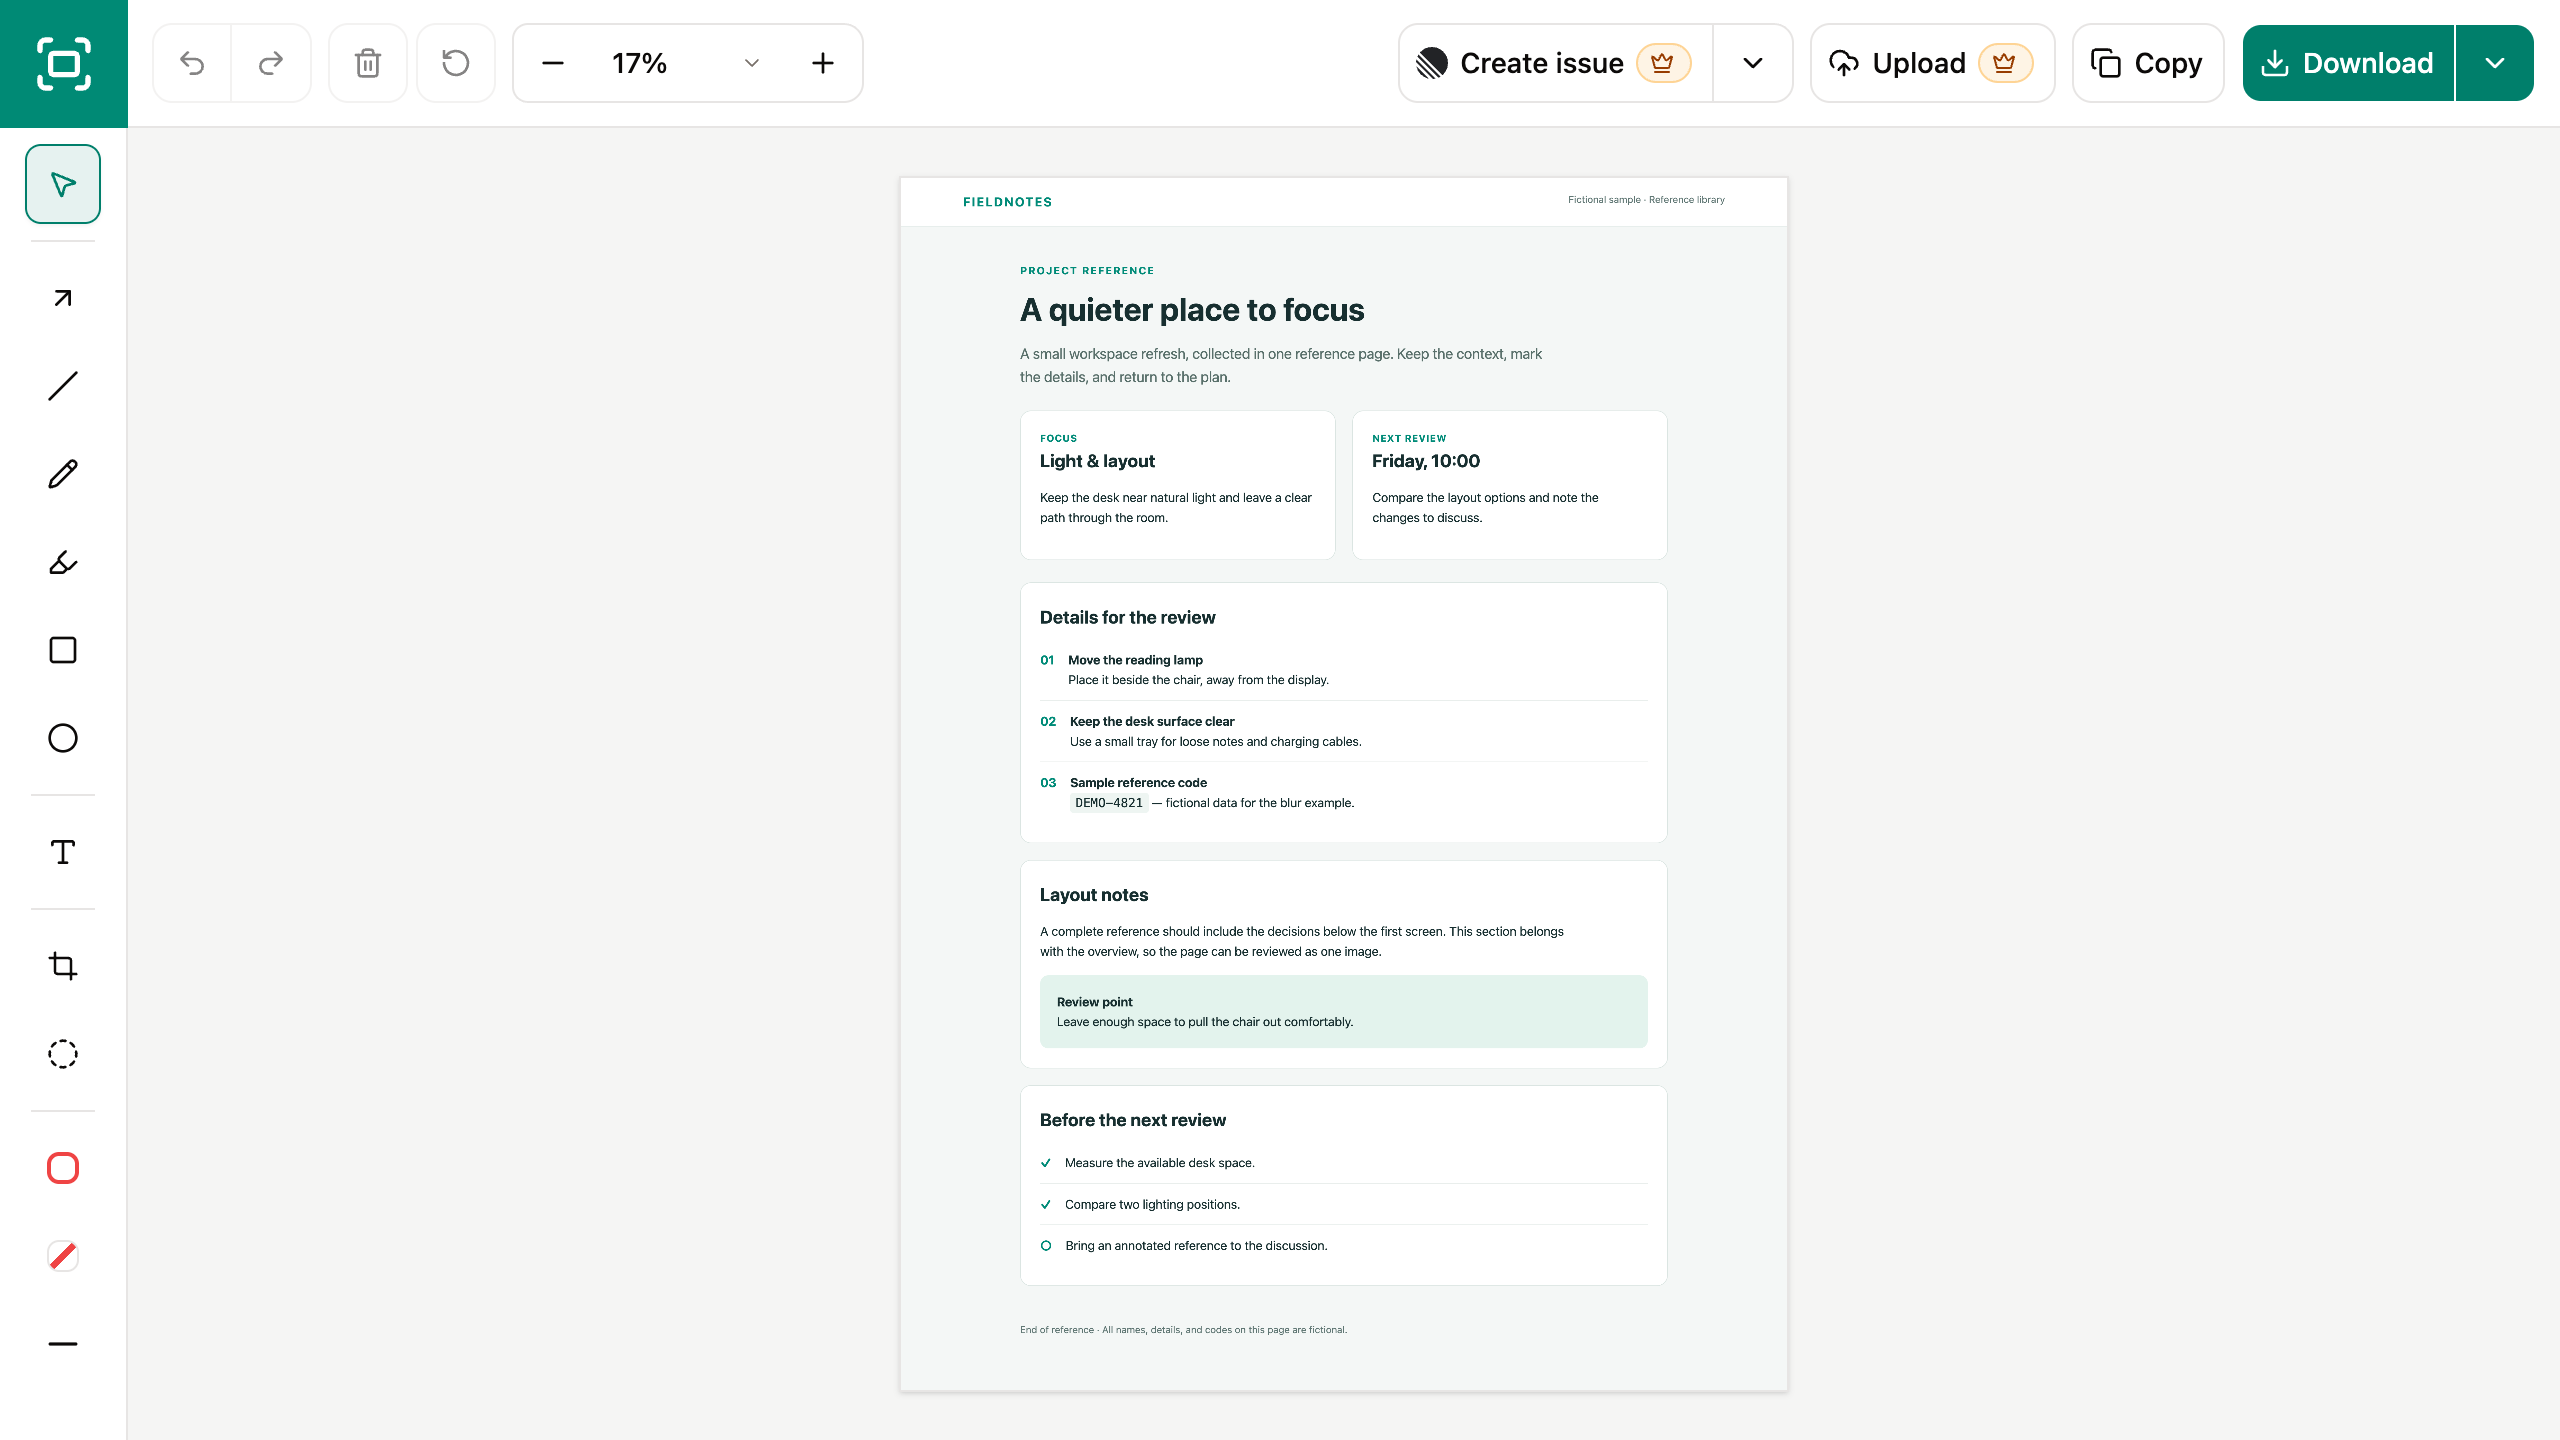 17%
Create issue
Upload
Copy
Download
FIELDNOTES
Fictional sample · Reference library
PROJECT REFERENCE
A quieter place to focus
A small workspace refresh, collected in one reference page. Keep the context, mark
the details, and return to the plan.
FOCUS
Light & layout
Keep the desk near natural light and leave a clear
path through the room.
NEXT REVIEW
Friday, 10:00
Compare the layout options and note the
changes to discuss.
Details for the review
01 Move the reading lamp
Place it beside the chair, away from the display.
02 Keep the desk surface clear
Use a small tray for loose notes and charging cables.
03 Sample reference code
DEMO-4821 — fictional data for the blur example.
Layout notes
A complete reference should include the decisions below the first screen. This section belongs
with the overview, so the page can be reviewed as one image.
Review point
Leave enough space to pull the chair out comfortably.
Before the next review
✓ Measure the available desk space.
✓ Compare two lighting positions.
○ Bring an annotated reference to the discussion.
End of reference · All names, details, and codes on this page are fictional.